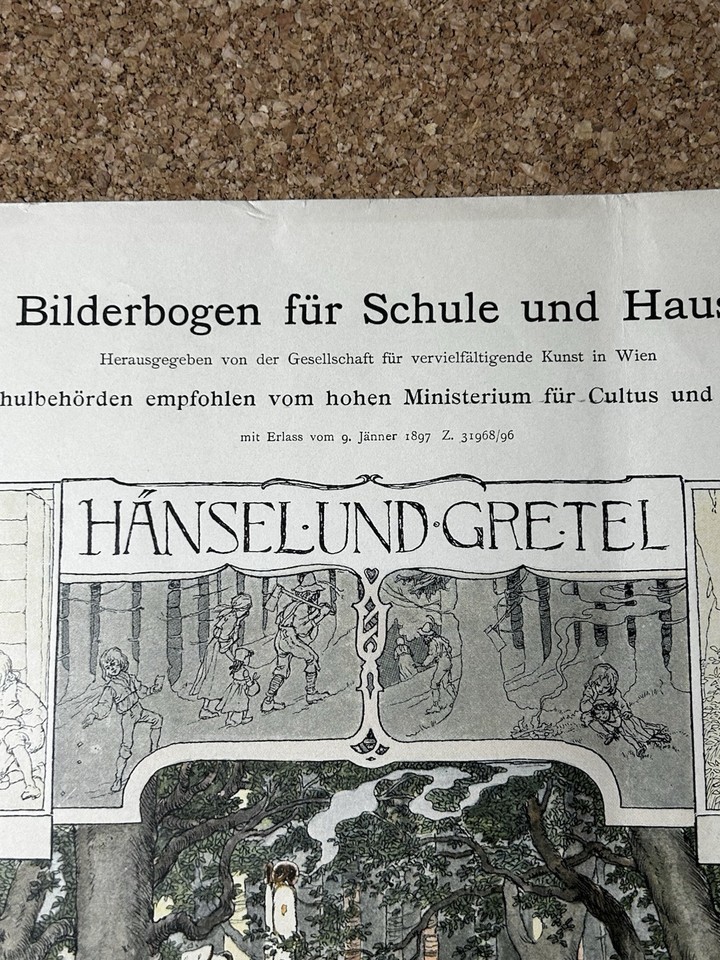 Bilderbogen für Schule und Haus
Herausgegeben von der Gesellschaft für vervielfältigende Kunst in Wien
hulbehörden empfohlen vom hohen Ministerium für Cultus und
mit Erlass vom 9. Jänner 1897 Z. 31968/96
HÄNSEL·UND·GRETEL